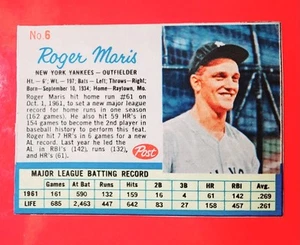 No. 6
Roger Maris
NEW YORK YANKEES — OUTFIELDER
Ht. — 6'; Wt. — 197; Bats — Left; Throws — Right;
Born — September 10, 1934; Home — Raytown, Mo.
Roger Maris hit home run #61 on
Oct. 1, 1961, to set a new major league
record for home runs in one season
(162 games). He also hit 59 HR's in
154 games to become the 2nd player in
baseball history to perform this feat.
Roger hit 7 HR's in 6 games for a new
AL record. Last year he led the
AL in RBI's (142), runs (132), and
HR's (61).
Post
MAJOR LEAGUE BATTING RECORD
Games At Bat Runs Hits 2B 3B HR RBI Avg.
1961 161 590 132 159 16 4 61 142 .269
LIFE 685 2,463 447 642 83 27 158 457 .261